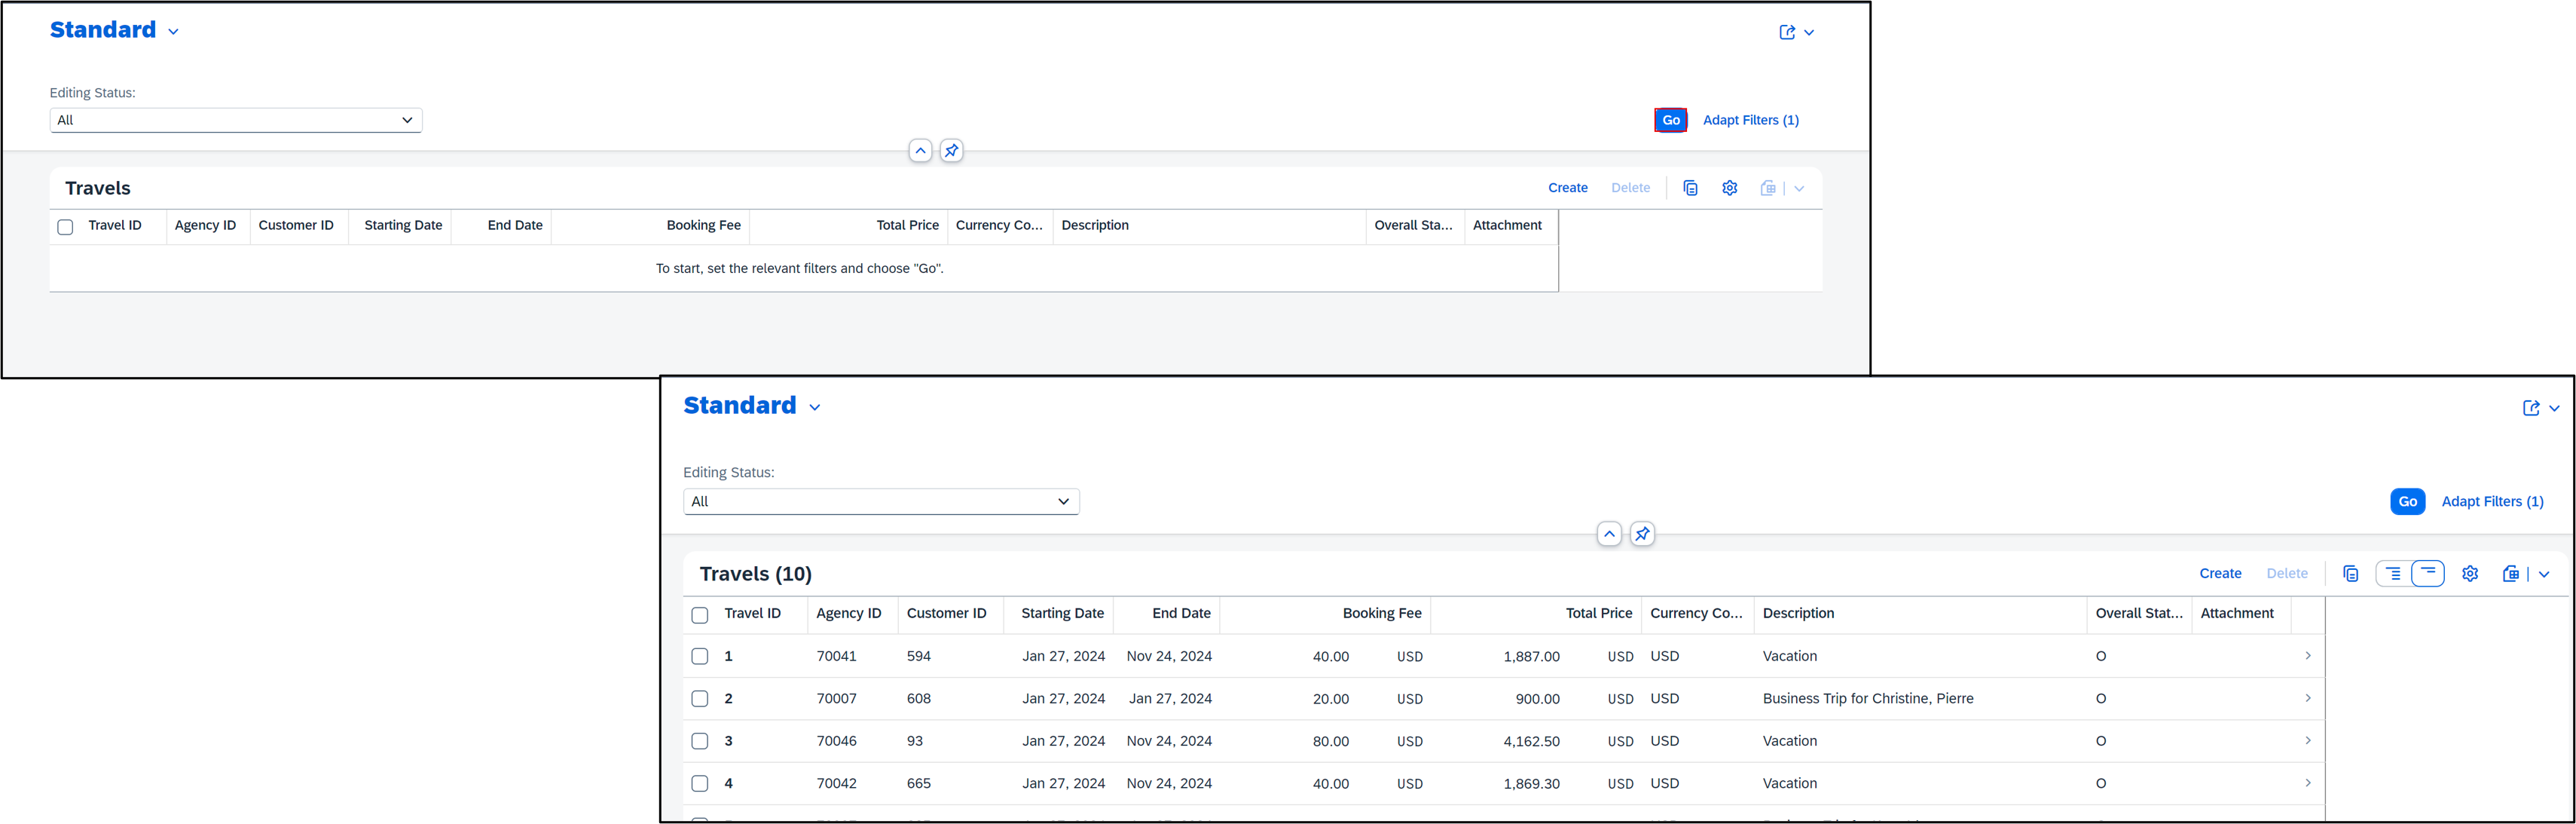 Standard
Editing Status:
All
Go Adapt Filters (1)
Travels
Create Delete
Travel ID Agency ID Customer ID Starting Date End Date Booking Fee Total Price Currency Co... Description Overall Sta... Attachment
To start, set the relevant filters and choose "Go".
Standard
Editing Status:
All
Go Adapt Filters (1)
Travels (10)
Create Delete
Travel ID Agency ID Customer ID Starting Date End Date Booking Fee Total Price Currency Co... Description Overall Stat... Attachment
1 70041 594 Jan 27, 2024 Nov 24, 2024 40.00 USD 1,887.00 USD USD Vacation O
2 70007 608 Jan 27, 2024 Jan 27, 2024 20.00 USD 900.00 USD USD Business Trip for Christine, Pierre O
3 70046 93 Jan 27, 2024 Nov 24, 2024 80.00 USD 4,162.50 USD USD Vacation O
4 70042 665 Jan 27, 2024 Nov 24, 2024 40.00 USD 1,869.30 USD USD Vacation O